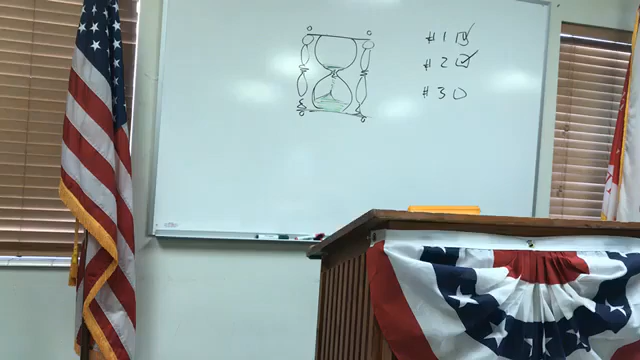 # 1 ☑
# 2 ☑
# 3 ☐